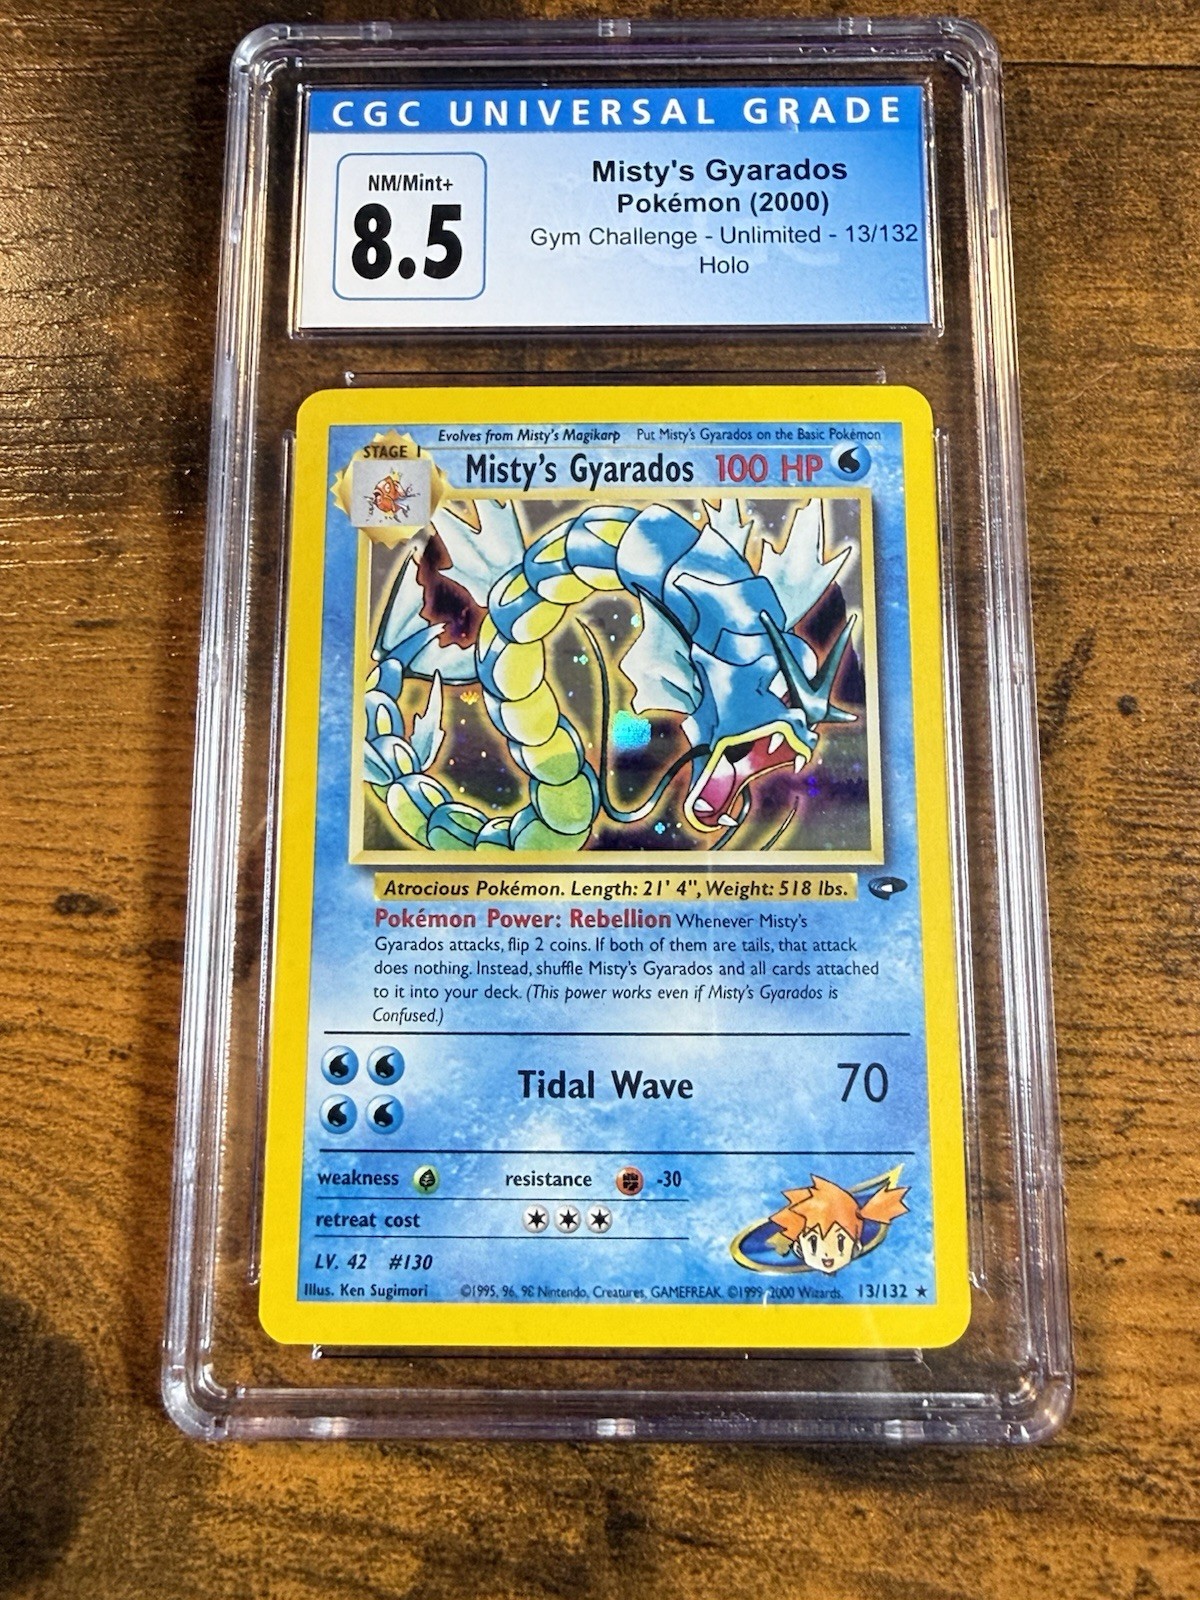 CGC UNIVERSAL GRADE
NM/Mint+
8.5
Misty's Gyarados
Pokémon (2000)
Gym Challenge - Unlimited - 13/132
Holo
Evolves from Misty's Magikarp Put Misty's Gyarados on the Basic Pokémon
STAGE 1
Misty's Gyarados 100 HP
Atrocious Pokémon. Length: 21' 4", Weight: 518 lbs.
Pokémon Power: Rebellion Whenever Misty's
Gyarados attacks, flip 2 coins. If both of them are tails, that attack
does nothing. Instead, shuffle Misty's Gyarados and all cards attached
to it into your deck. (This power works even if Misty's Gyarados is
Confused.)
Tidal Wave 70
weakness resistance -30
retreat cost
LV. 42 #130
Illus. Ken Sugimori ©1995, 96, 98 Nintendo, Creatures, GAMEFREAK. ©1999-2000 Wizards. 13/132 ★